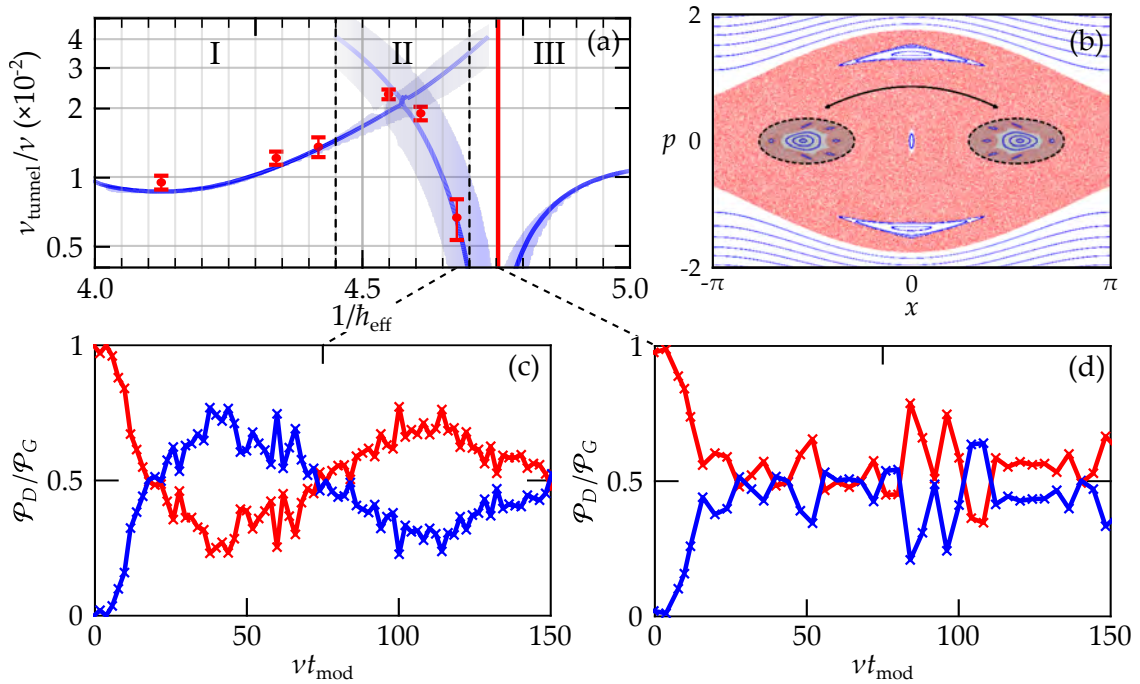 I II (a) III
4
3
2
1
0.5
ν_tunnel/ν (×10⁻²)
4.0 4.5 5.0
1/ħ_eff
2 (b)
p 0
-2
-π 0 π
x
1 (c)
0.5
0
𝒫_D/𝒫_G
0 50 100 150
νt_mod
1 (d)
0.5
0
𝒫_D/𝒫_G
0 50 100 150
νt_mod